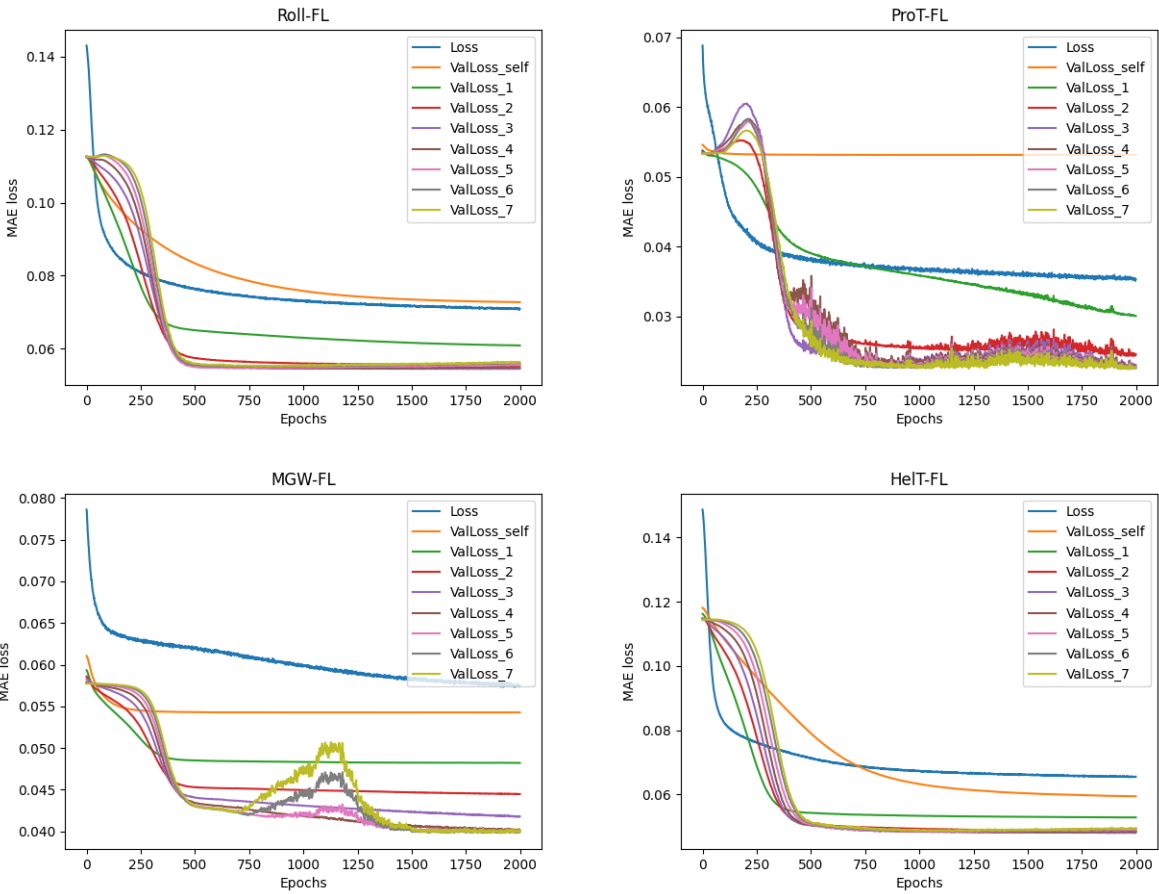 Roll-FL
0.14
0.12
0.10
0.08
0.06
MAE loss
0 250 500 750 1000 1250 1500 1750 2000
Epochs
Loss
ValLoss_self
ValLoss_1
ValLoss_2
ValLoss_3
ValLoss_4
ValLoss_5
ValLoss_6
ValLoss_7
ProT-FL
0.07
0.06
0.05
0.04
0.03
MAE loss
0 250 500 750 1000 1250 1500 1750 2000
Epochs
Loss
ValLoss_self
ValLoss_1
ValLoss_2
ValLoss_3
ValLoss_4
ValLoss_5
ValLoss_6
ValLoss_7
MGW-FL
0.080
0.075
0.070
0.065
0.060
0.055
0.050
0.045
0.040
MAE loss
0 250 500 750 1000 1250 1500 1750 2000
Epochs
Loss
ValLoss_self
ValLoss_1
ValLoss_2
ValLoss_3
ValLoss_4
ValLoss_5
ValLoss_6
ValLoss_7
HelT-FL
0.14
0.12
0.10
0.08
0.06
MAE loss
0 250 500 750 1000 1250 1500 1750 2000
Epochs
Loss
ValLoss_self
ValLoss_1
ValLoss_2
ValLoss_3
ValLoss_4
ValLoss_5
ValLoss_6
ValLoss_7